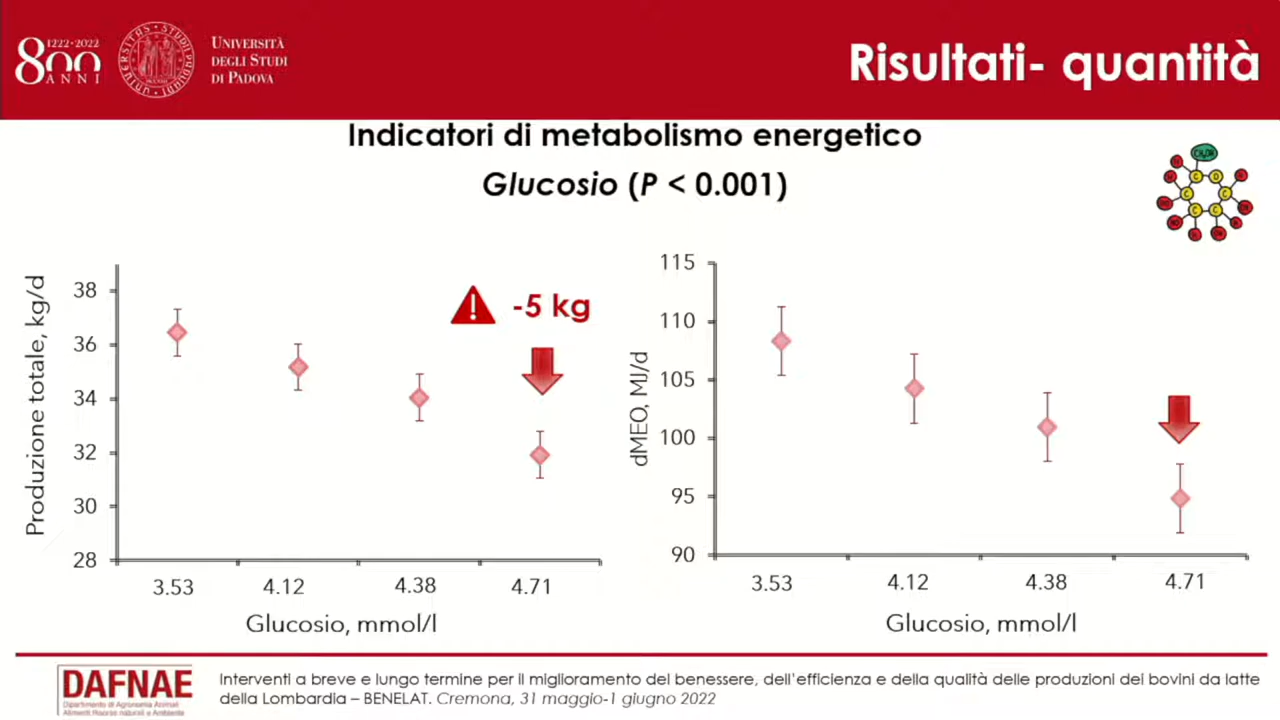 1222·2022
800
ANNI
UNIVERSITÀ
DEGLI STUDI
DI PADOVA
Risultati- quantità
Indicatori di metabolismo energetico
Glucosio (P < 0.001)
Produzione totale, kg/d
38
36
34
32
30
28
-5 kg
3.53 4.12 4.38 4.71
Glucosio, mmol/l
dMEO, MJ/d
115
110
105
100
95
90
3.53 4.12 4.38 4.71
Glucosio, mmol/l
DAFNAE
Dipartimento di Agronomia Animali
Alimenti Risorse naturali e Ambiente
Interventi a breve e lungo termine per il miglioramento del benessere, dell'efficienza e della qualità delle produzioni dei bovini da latte
della Lombardia – BENELAT. Cremona, 31 maggio-1 giugno 2022